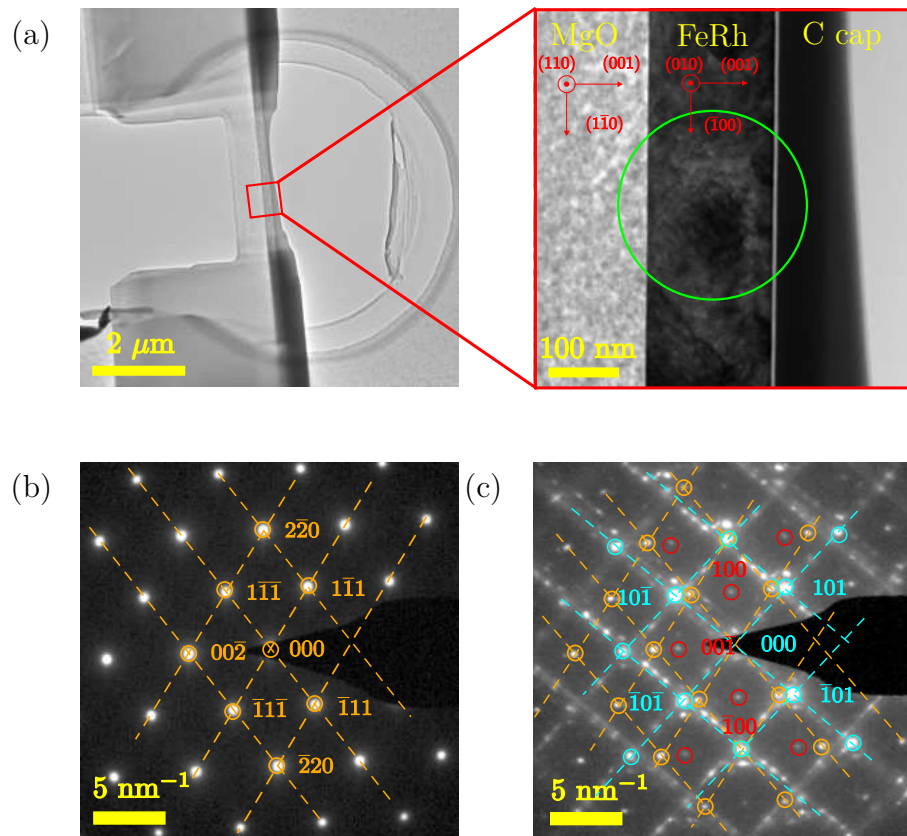 (a)
2 μm
MgO FeRh C cap
(110) (001) (010) (001)
(11̅0) (1̅00)
100 nm
(b)
22̅0
11̅1̅ 11̅1
002̅ 000
1̅11̅ 1̅11
2̅20
5 nm⁻¹
(c)
100
101̅ 101
001̅ 000
1̅01̅ 1̅01
1̅00
5 nm⁻¹